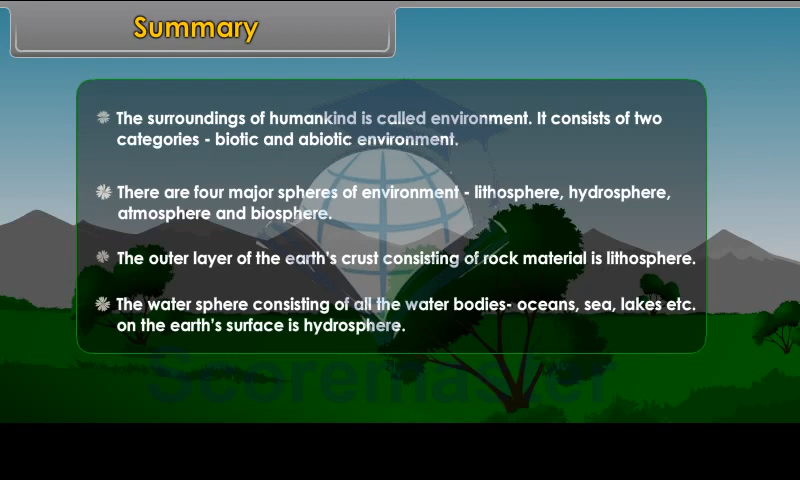 Summary
The surroundings of humankind is called environment. It consists of two
categories - biotic and abiotic environment.
There are four major spheres of environment - lithosphere, hydrosphere,
atmosphere and biosphere.
The outer layer of the earth's crust consisting of rock material is lithosphere.
The water sphere consisting of all the water bodies- oceans, sea, lakes etc.
on the earth's surface is hydrosphere.
Scoremaster